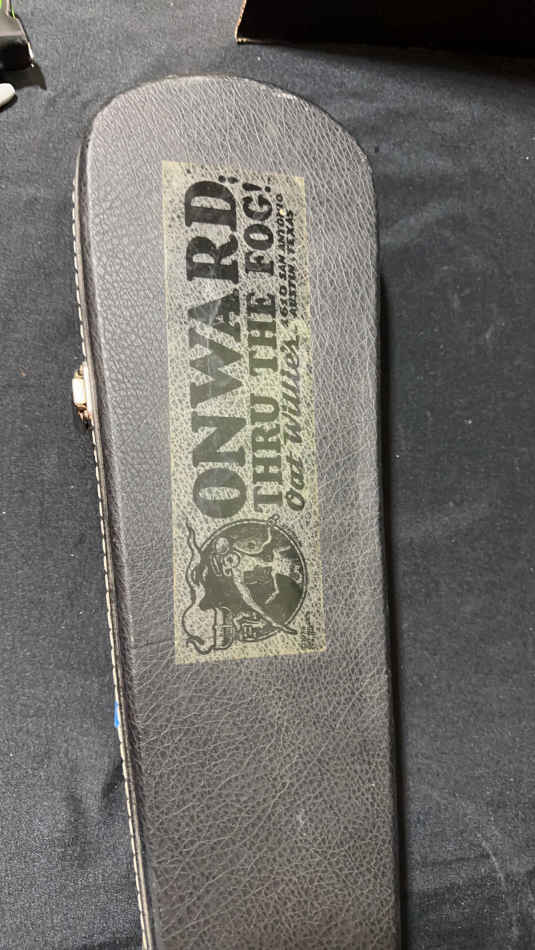 ONWARD:
THRU THE FOG!
Oat Willie's
1610 SAN ANTONIO
AUSTIN, TEXAS